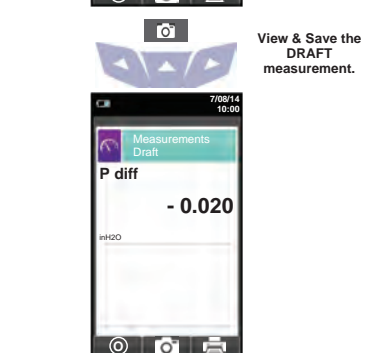 View & Save the
DRAFT
measurement.
7/08/14
10:00
Measurements
Draft
P diff
- 0.020
inH2O